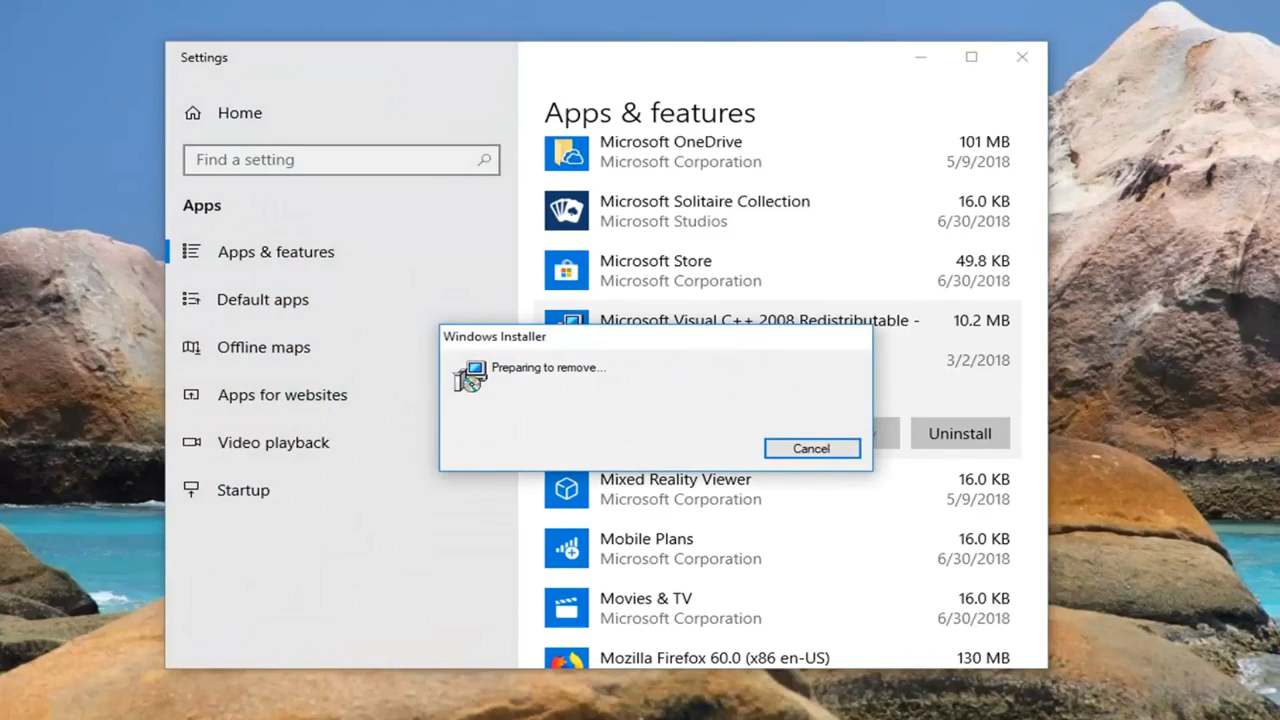 Settings
Home
Find a setting
Apps
Apps & features
Default apps
Offline maps
Apps for websites
Video playback
Startup
Apps & features
Microsoft OneDrive 101 MB
Microsoft Corporation 5/9/2018
Microsoft Solitaire Collection 16.0 KB
Microsoft Studios 6/30/2018
Microsoft Store 49.8 KB
Microsoft Corporation 6/30/2018
Microsoft Visual C++ 2008 Redistributable - 10.2 MB
3/2/2018
Windows Installer
Preparing to remove...
Cancel
Uninstall
Mixed Reality Viewer 16.0 KB
Microsoft Corporation 5/9/2018
Mobile Plans 16.0 KB
Microsoft Corporation 6/30/2018
Movies & TV 16.0 KB
Microsoft Corporation 6/30/2018
Mozilla Firefox 60.0 (x86 en-US) 130 MB